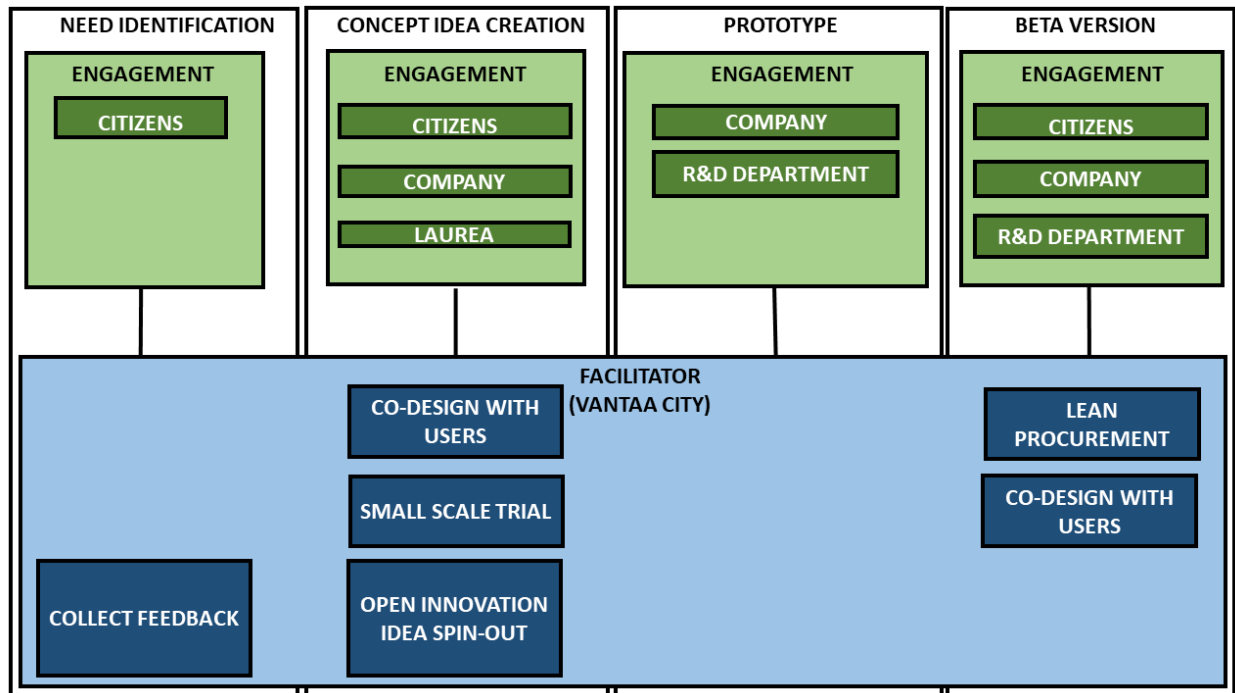 NEED IDENTIFICATION
ENGAGEMENT
CITIZENS
CONCEPT IDEA CREATION
ENGAGEMENT
CITIZENS
COMPANY
LAUREA
PROTOTYPE
ENGAGEMENT
COMPANY
R&D DEPARTMENT
BETA VERSION
ENGAGEMENT
CITIZENS
COMPANY
R&D DEPARTMENT
FACILITATOR
(VANTAA CITY)
COLLECT FEEDBACK
CO-DESIGN WITH
USERS
SMALL SCALE TRIAL
OPEN INNOVATION
IDEA SPIN-OUT
LEAN
PROCUREMENT
CO-DESIGN WITH
USERS